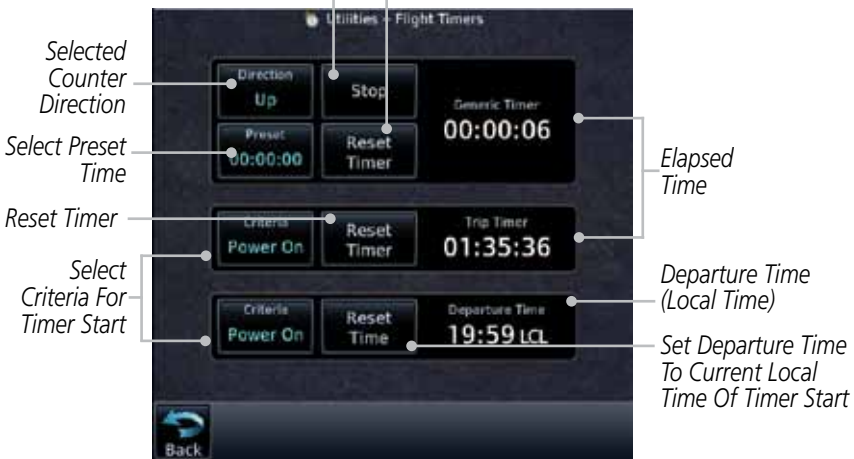 Utilities - Flight Timers
Selected
Counter
Direction
Direction
Up
Stop
Generic Timer
00:00:06
Select Preset
Time
Preset
00:00:00
Reset
Timer
Elapsed
Time
Reset Timer
Criteria
Power On
Reset
Timer
Trip Timer
01:35:36
Select
Criteria For
Timer Start
Criteria
Power On
Reset
Time
Departure Time
19:59 LCL
Departure Time
(Local Time)
Set Departure Time
To Current Local
Time Of Timer Start
Back